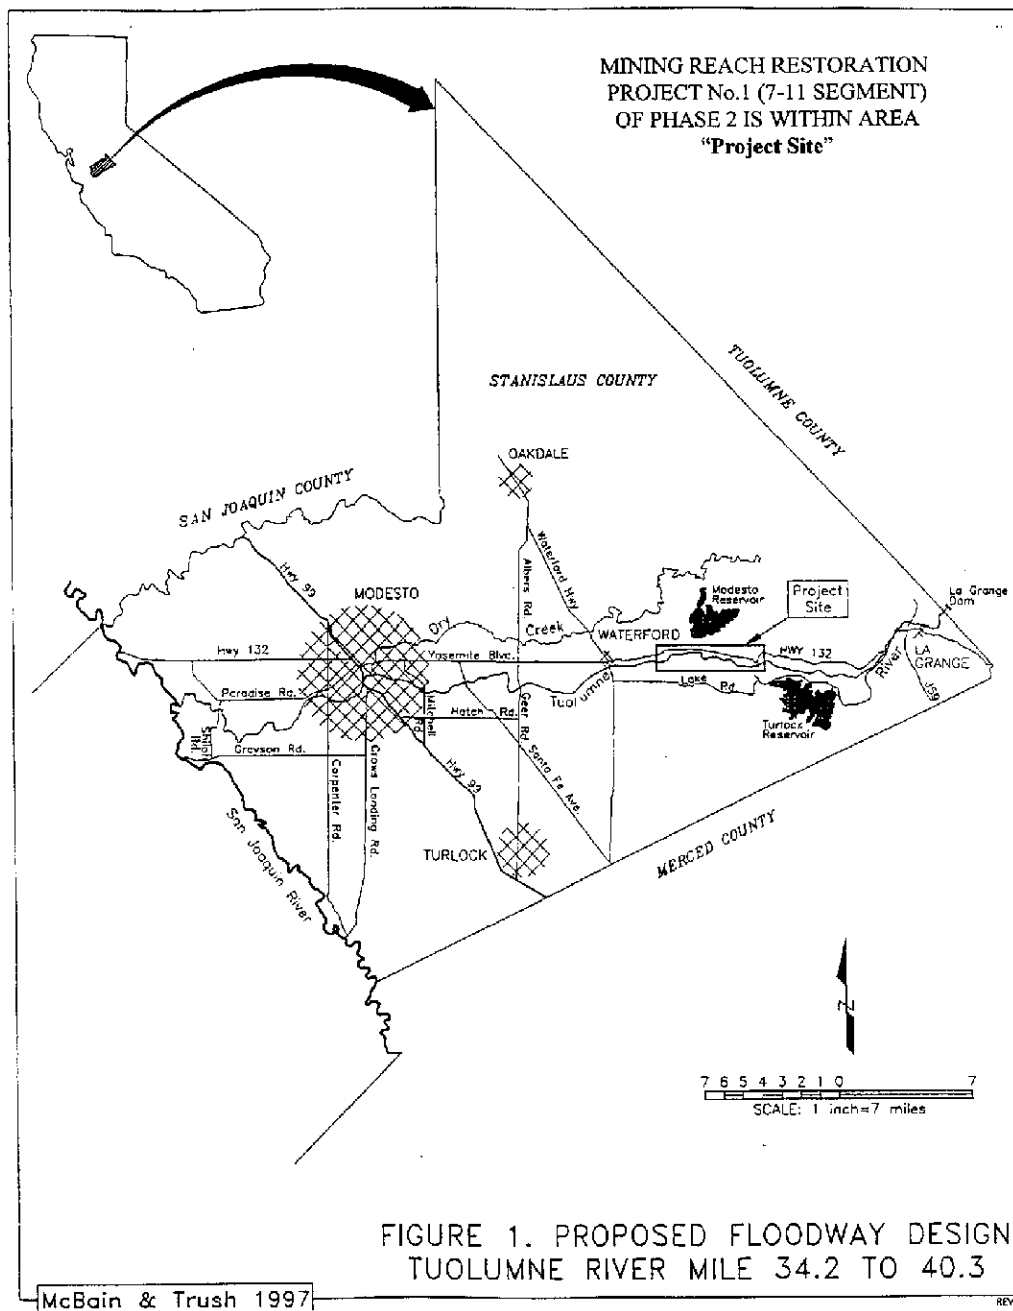 MINING REACH RESTORATION
PROJECT No.1 (7-11 SEGMENT)
OF PHASE 2 IS WITHIN AREA
"Project Site"
TUOLUMNE COUNTY
STANISLAUS COUNTY
OAKDALE
SAN JOAQUIN COUNTY
Hwy 99
MODESTO
Albers Rd.
Waterford Hwy
Modesto
Reservoir
Project
Site
La Grange
Dam
Dry
Creek
WATERFORD
Hwy 132
Yosemite Blvd.
HWY 132
River
LA
GRANGE
J59
Paradise Rd.
Tuolumne
Lake Rd.
Mitchell
Rd.
Hatch Rd.
Geer Rd.
Turlock
Reservoir
Shiloh
Rd.
Grayson Rd.
Carpenter Rd.
Crows Landing Rd.
Hwy 99
Santa Fe Ave.
San Joaquin River
TURLOCK
MERCED COUNTY
N
7 6 5 4 3 2 1 0 7
SCALE: 1 inch=7 miles
FIGURE 1. PROPOSED FLOODWAY DESIGN
TUOLUMNE RIVER MILE 34.2 TO 40.3
McBain & Trush 1997
REV